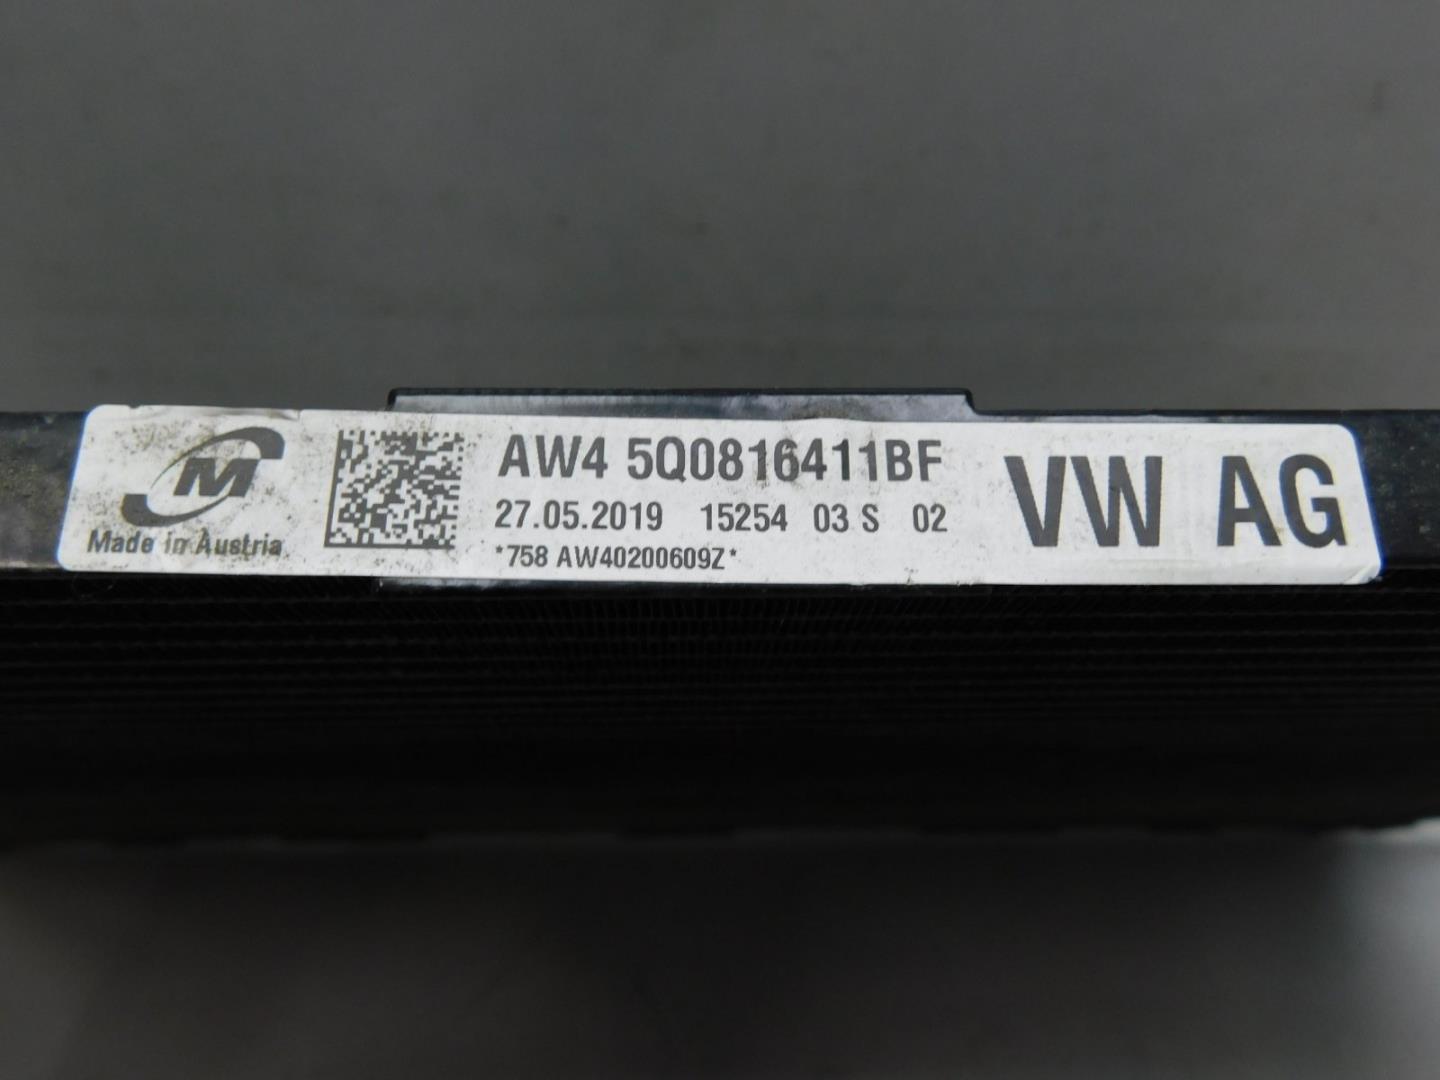 M
Made in Austria
AW4 5Q0816411BF
27.05.2019 15254 03 S 02
*758 AW40200609Z*
VW AG